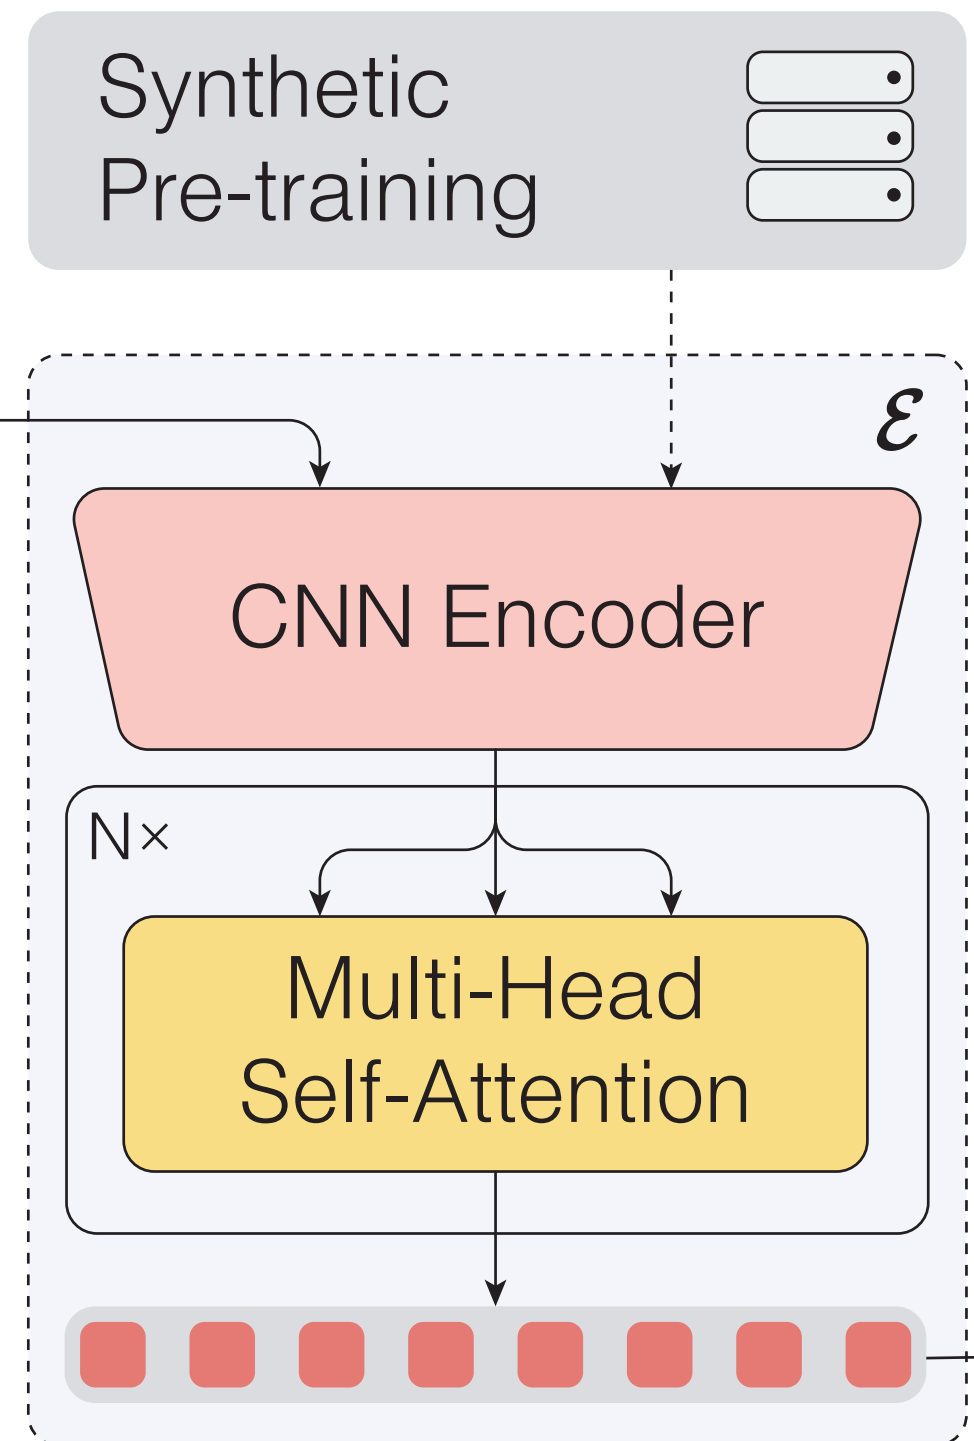 Synthetic
Pre-training
ℰ
CNN Encoder
N×
Multi-Head
Self-Attention